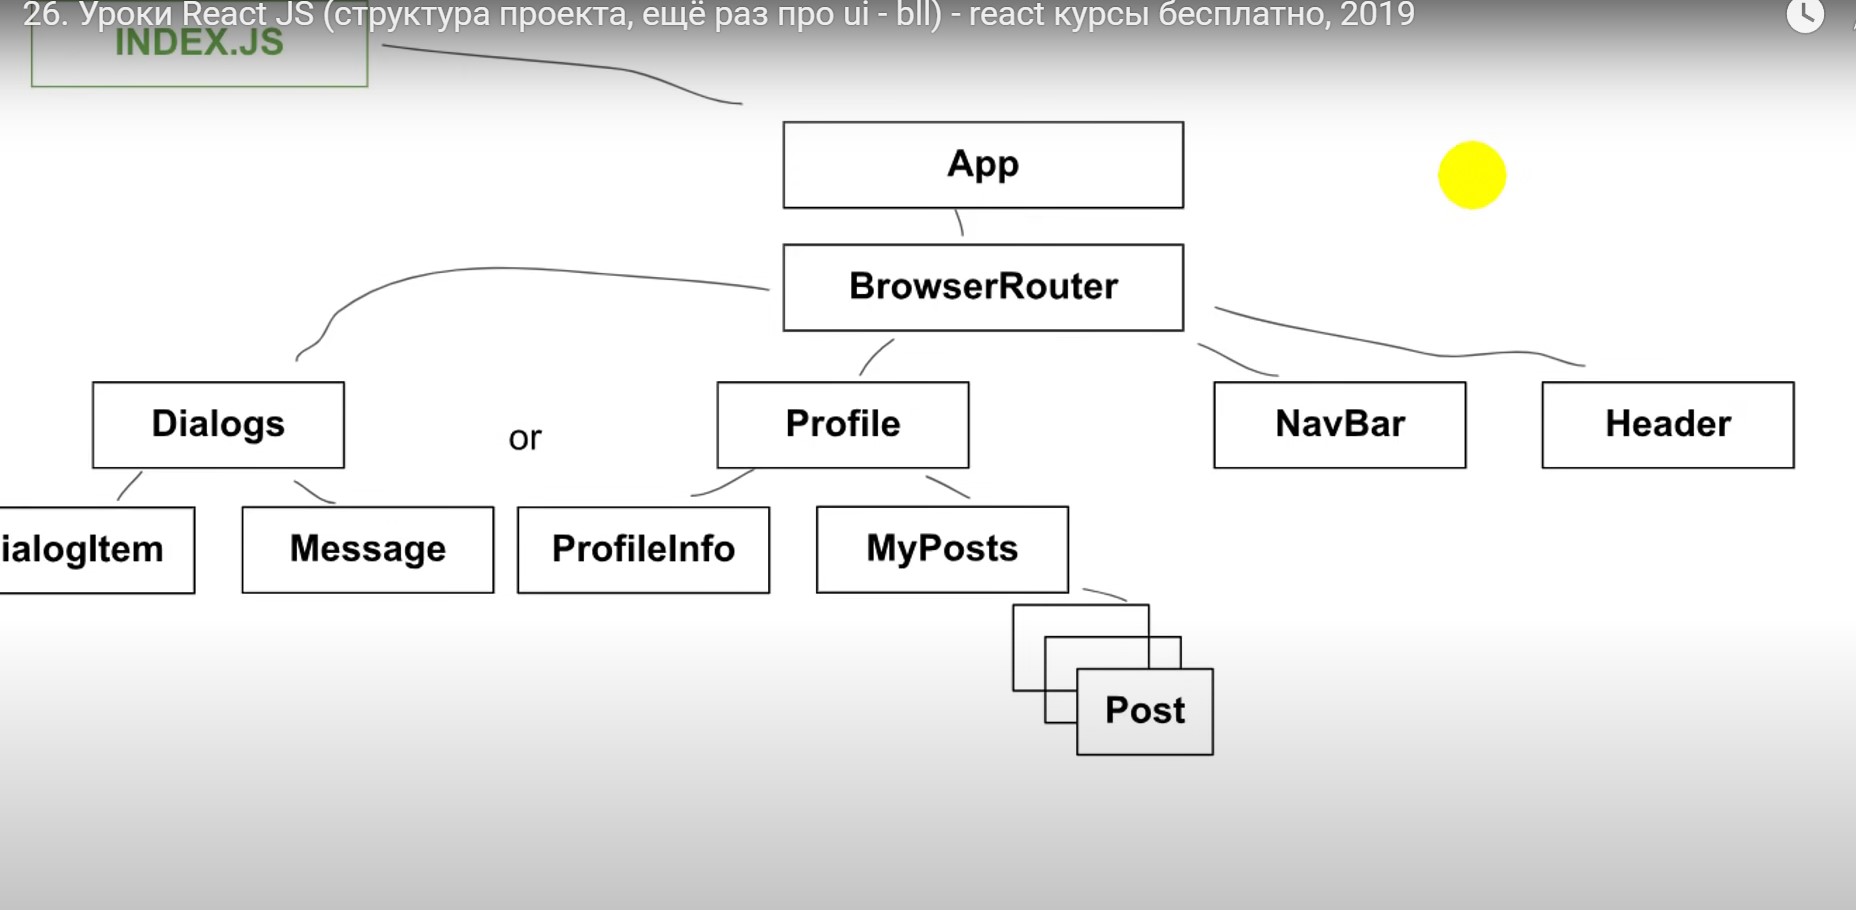 26. Уроки React JS (структура проекта, ещё раз про ui - bll) - react курсы бесплатно, 2019
INDEX.JS
App
BrowserRouter
Dialogs
or
Profile
NavBar
Header
ialogItem
Message
ProfileInfo
MyPosts
Post